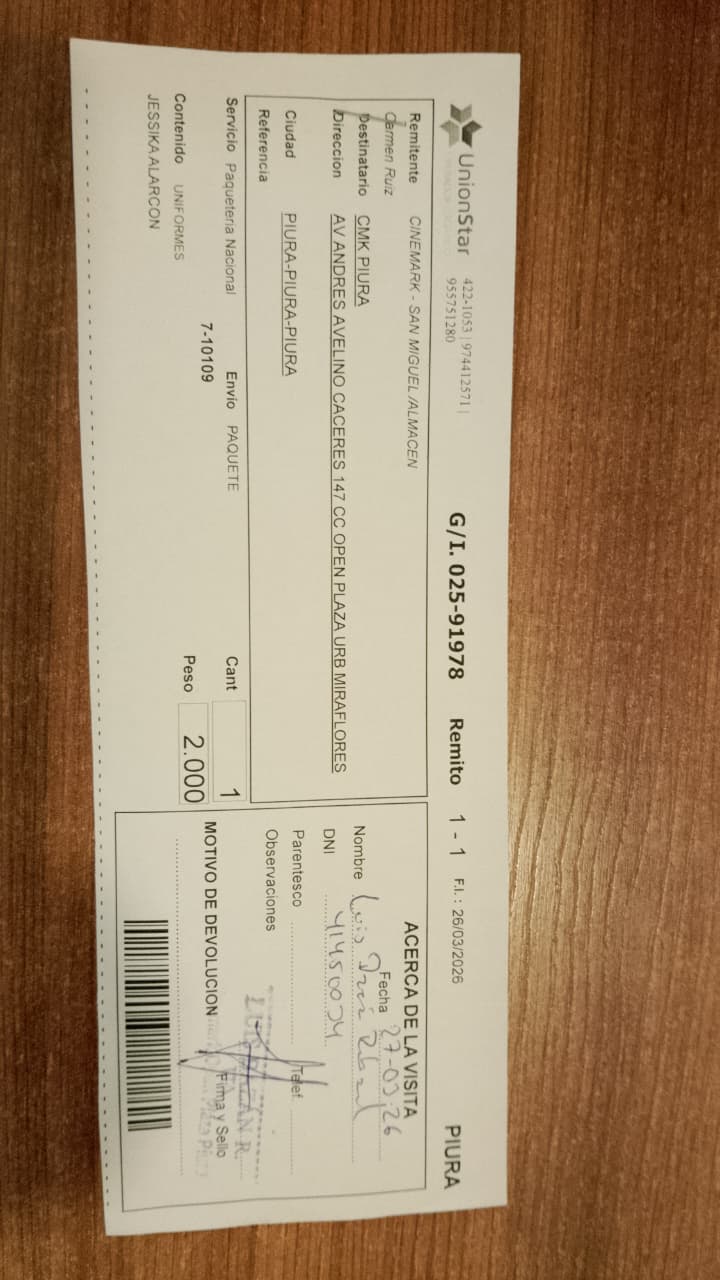 UnionStar 422-1053 | 974412571 |
955751280
G/I. 025-91978 Remito 1 - 1 F.I.: 26/03/2026 PIURA
Remitente CINEMARK - SAN MIGUEL /ALMACEN
Carmen Ruiz
Destinatario CMK PIURA
Direccion AV ANDRES AVELINO CACERES 147 CC OPEN PLAZA URB MIRAFLORES
Ciudad PIURA-PIURA-PIURA
Referencia
Servicio Paqueteria Nacional Envio PAQUETE Cant 1
7-10109
Contenido UNIFORMES Peso 2.000
JESSIKA ALARCON
ACERCA DE LA VISITA
Fecha 27-03.26
Nombre Luis
DNI
Parentesco Telef
Observaciones
Firma y Sello
MOTIVO DE DEVOLUCION